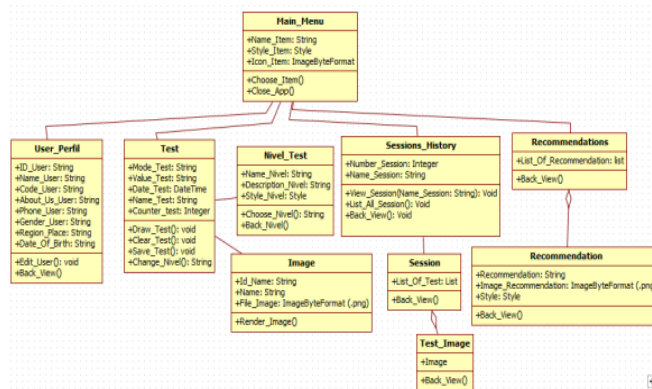 Main_Menu
+Name_Item: String
+Style_Item: Style
+Icon_Item: ImageByteFormat
+Choose_Item()
+Close_App()
User_Perfil
+ID_User: String
+Name_User: String
+Code_User: String
+About_Us_User: String
+Phone_User: String
+Gender_User: String
+Region_Place: String
+Date_Of_Birth: String
+Edit_User(): void
+Back_View()
Test
+Mode_Test: String
+Value_Test: String
+Date_Test: DateTime
+Name_Test: String
+Counter_test: Integer
+Draw_Test(): void
+Clear_Test(): void
+Save_Test(): void
+Change_Nivel(): String
Nivel_Test
+Name_Nivel: String
+Description_Nivel: String
+Style_Nivel: Style
+Choose_Nivel(): String
+Back_Nivel()
Image
+Id_Name: String
+Name: String
+File_Image: ImageByteFormat (.png)
+Render_Image()
Sessions_History
+Number_Session: Integer
+Name_Session: String
+View_Session(Name_Session: String): Void
+List_All_Session(): Void
+Back_View(): Void
Session
+List_Of_Test: List
+Back_View()
Test_Image
+Image
+Back_View()
Recommendations
+List_Of_Recommendation: list
+Back_View()
Recommendation
+Recommendation: String
+Image_Recommendation: ImageByteFormat (.png)
+Style: Style
+Back_View()